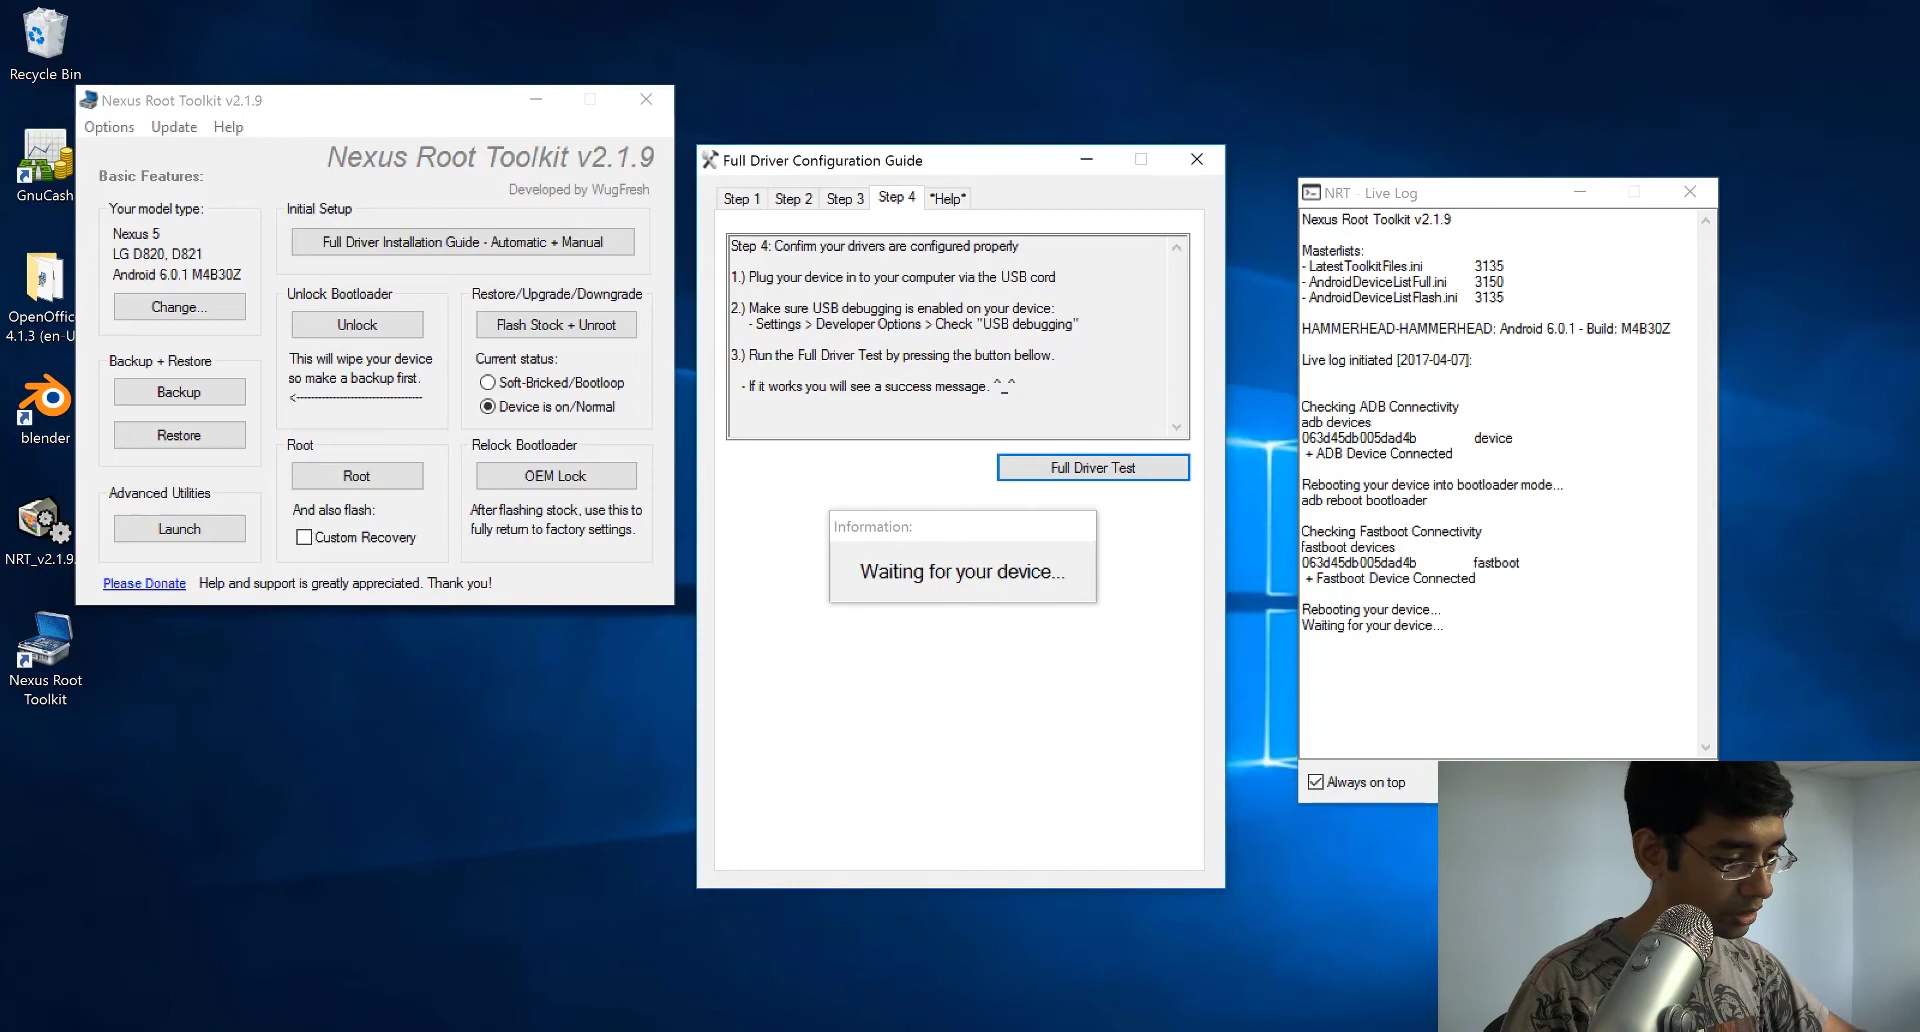 Recycle Bin
GnuCash
OpenOffic
4.1.3 (en-U
blender
NRT_v2.1.9.
Nexus Root
Toolkit
Nexus Root Toolkit v2.1.9
Options Update Help
Nexus Root Toolkit v2.1.9
Developed by WugFresh
Basic Features:
Your model type:
Nexus 5
LG D820, D821
Android 6.0.1 M4B30Z
Change...
Initial Setup
Full Driver Installation Guide - Automatic + Manual
Unlock Bootloader
Unlock
This will wipe your device
so make a backup first.
<-----------------------------------
Restore/Upgrade/Downgrade
Flash Stock + Unroot
Current status:
Soft-Bricked/Bootloop
Device is on/Normal
Backup + Restore
Backup
Restore
Root
Root
And also flash:
Custom Recovery
Relock Bootloader
OEM Lock
After flashing stock, use this to
fully return to factory settings.
Advanced Utilities
Launch
Please Donate Help and support is greatly appreciated. Thank you!
Full Driver Configuration Guide
Step 1 Step 2 Step 3 Step 4 *Help*
Step 4: Confirm your drivers are configured properly
1.) Plug your device in to your computer via the USB cord
2.) Make sure USB debugging is enabled on your device:
- Settings > Developer Options > Check "USB debugging"
3.) Run the Full Driver Test by pressing the button bellow.
- If it works you will see a success message. ^_^
Full Driver Test
Information:
Waiting for your device...
NRT - Live Log
Nexus Root Toolkit v2.1.9
Masterlists:
- LatestToolkitFiles.ini 3135
- AndroidDeviceListFull.ini 3150
- AndroidDeviceListFlash.ini 3135
HAMMERHEAD-HAMMERHEAD: Android 6.0.1 - Build: M4B30Z
Live log initiated [2017-04-07]:
Checking ADB Connectivity
adb devices
063d45db005dad4b device
+ ADB Device Connected
Rebooting your device into bootloader mode...
adb reboot bootloader
Checking Fastboot Connectivity
fastboot devices
063d45db005dad4b fastboot
+ Fastboot Device Connected
Rebooting your device...
Waiting for your device...
Always on top